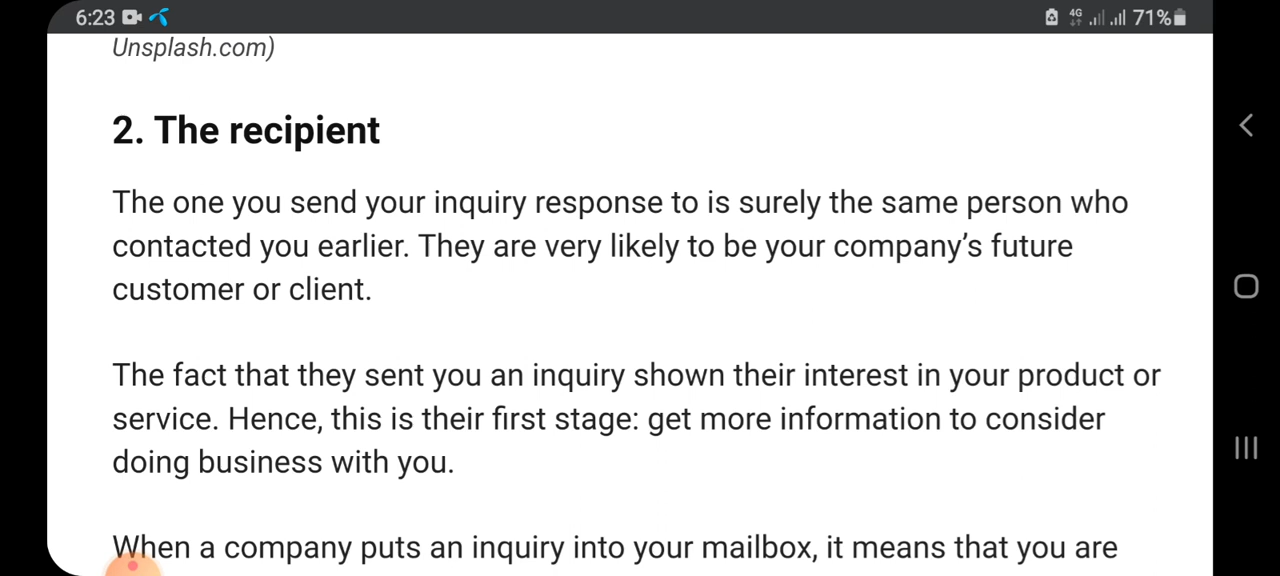 6:23
4G 71%
Unsplash.com)
2. The recipient
The one you send your inquiry response to is surely the same person who
contacted you earlier. They are very likely to be your company’s future
customer or client.
The fact that they sent you an inquiry shown their interest in your product or
service. Hence, this is their first stage: get more information to consider
doing business with you.
When a company puts an inquiry into your mailbox, it means that you are